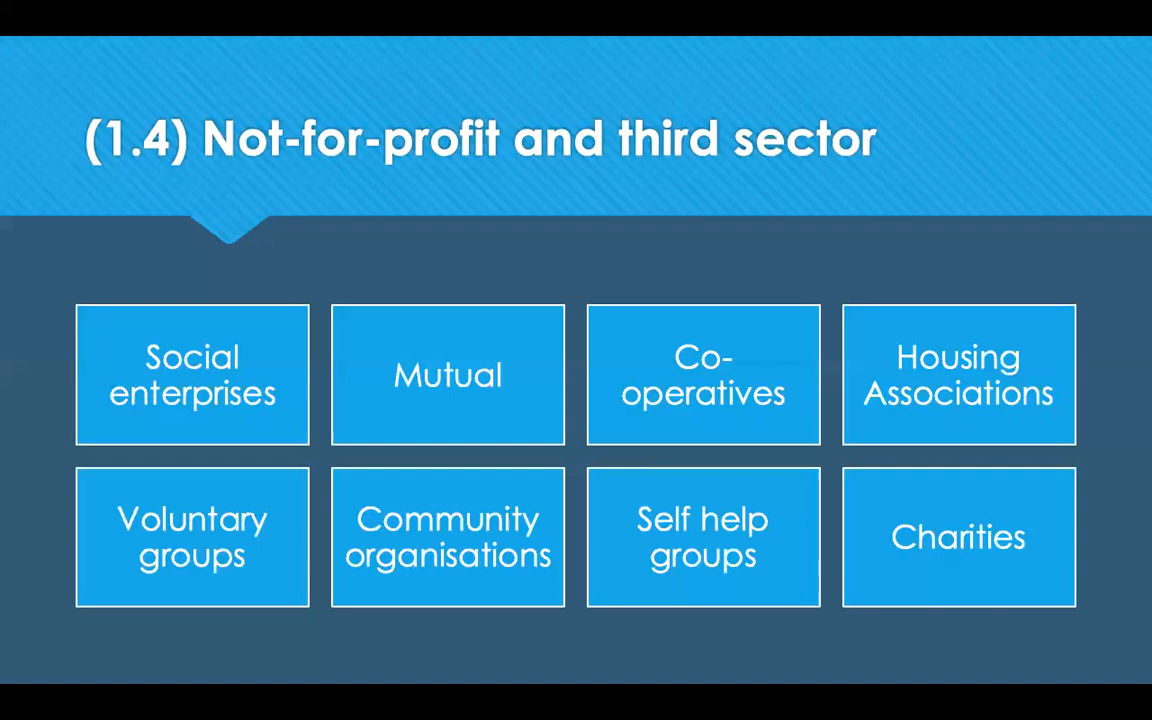 (1.4) Not-for-profit and third sector
Social
enterprises
Mutual
Co-
operatives
Housing
Associations
Voluntary
groups
Community
organisations
Self help
groups
Charities